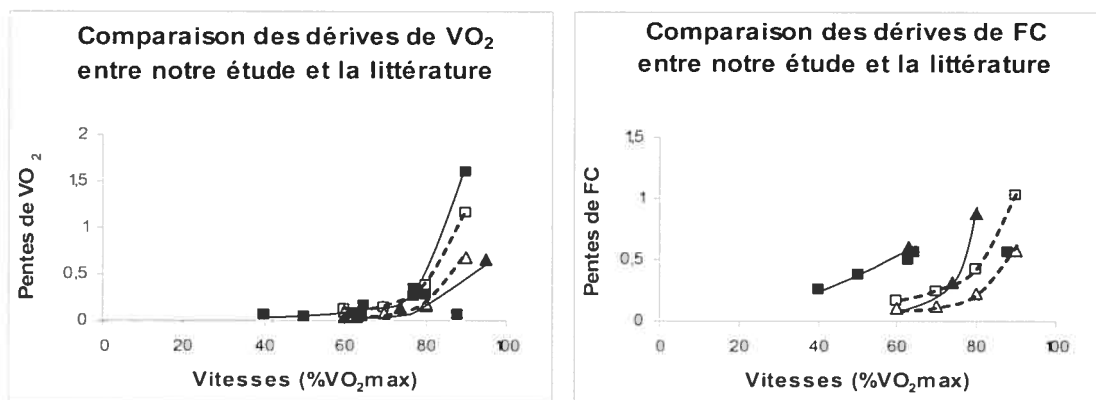 Comparaison des dérives de VO₂
entre notre étude et la littérature
Pentes de VO₂
2
1,5
1
0,5
0
0 20 40 60 80 100
Vitesses (%VO₂max)
Comparaison des dérives de FC
entre notre étude et la littérature
Pentes de FC
1,5
1
0,5
0
0 20 40 60 80 100
Vitesses (%VO₂max)